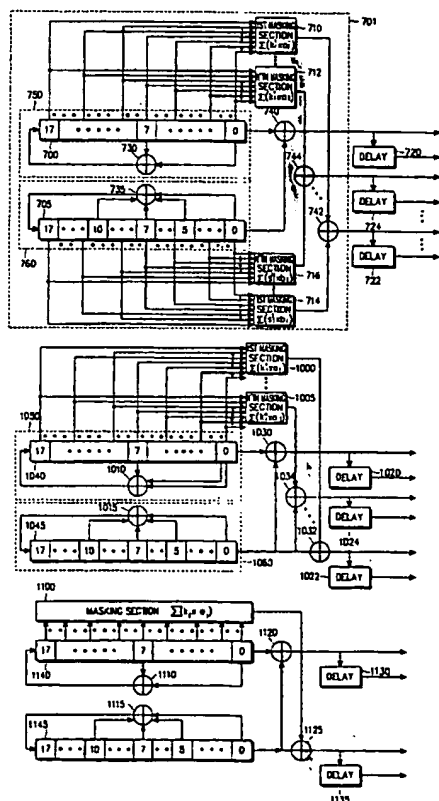 701
710
1ST MASKING
SECTION
712
N'TH MASKING
SECTION
750
740
17 7 0
700
730
DELAY
720
744
735
DELAY
724
705
742
17 10 7 5 0
760
DELAY
722
N'TH MASKING
SECTION
716
1ST MASKING
SECTION
714
1ST MASKING
SECTION
1000
N'TH MASKING
SECTION
1005
1050
1030
17 7 0
1040
1010
DELAY
1020
1034
1015
DELAY
1024
1045
1032
17 10 7 5 0
1060
DELAY
1022
1100
MASKING SECTION
1120
17 7 0
1140
1110
DELAY
1130
1115
1145
1125
17 10 7 5 0
DELAY
1135